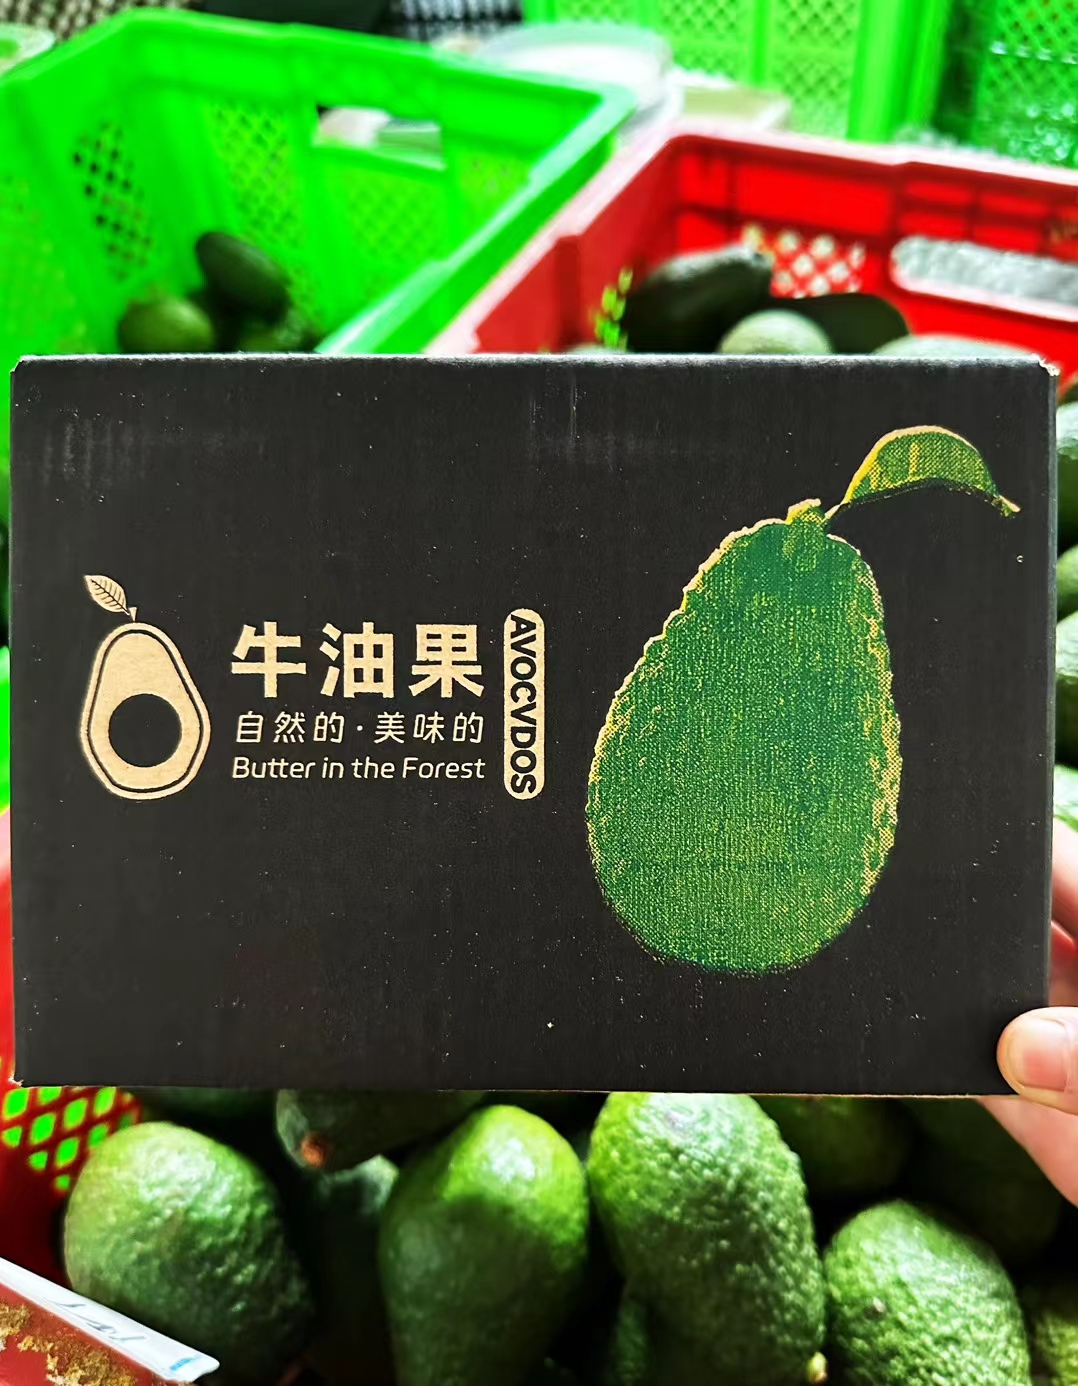 牛油果
自然的·美味的
Butter in the Forest
AVOCVDOS